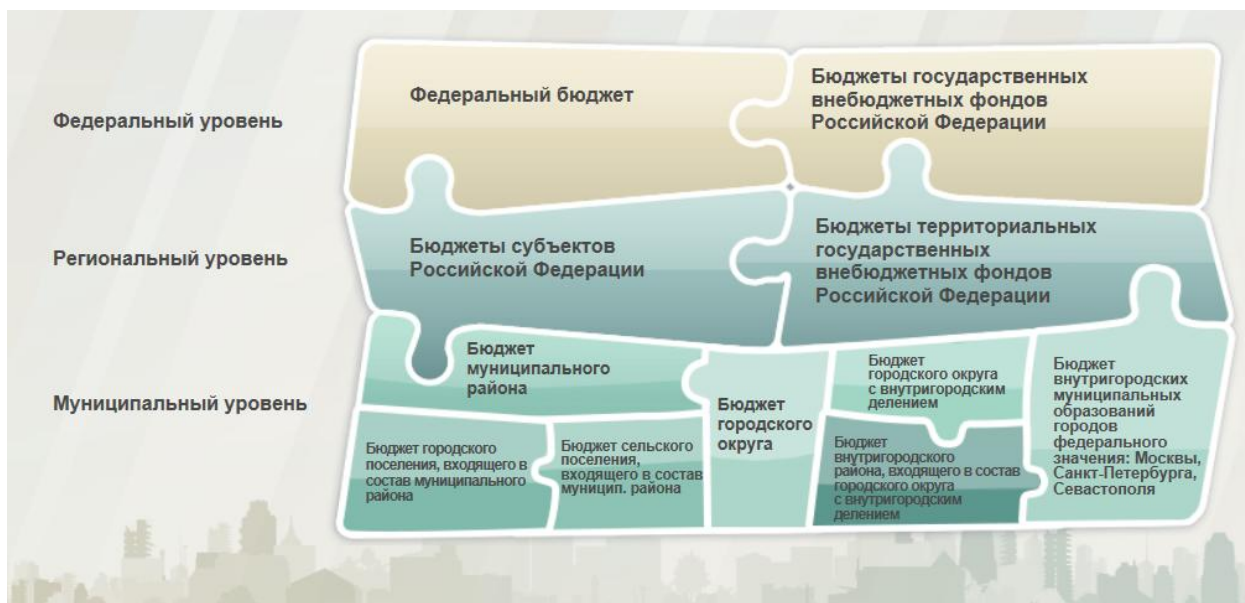 Федеральный уровень
Федеральный бюджет
Бюджеты государственных
внебюджетных фондов
Российской Федерации
Региональный уровень
Бюджеты субъектов
Российской Федерации
Бюджеты территориальных
государственных
внебюджетных фондов
Российской Федерации
Муниципальный уровень
Бюджет
муниципального
района
Бюджет городского
поселения, входящего в
состав муниципального
района
Бюджет сельского
поселения,
входящего в состав
муницип. района
Бюджет
городского
округа
Бюджет
городского округа
с внутригородским
делением
Бюджет
внутригородского
района, входящего в состав
городского округа
с внутригородским
делением
Бюджет
внутригородских
муниципальных
образований
городов
федерального
значения: Москвы,
Санкт-Петербурга,
Севастополя